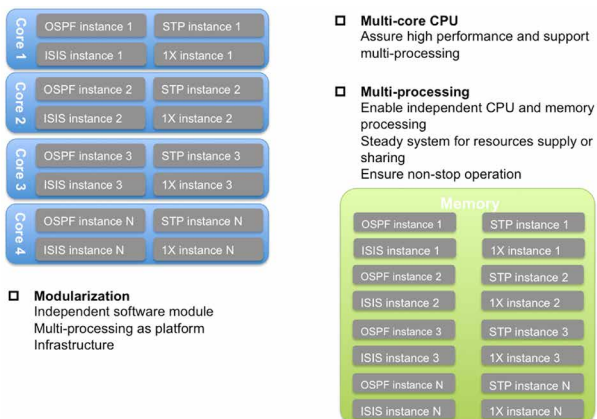 Core 1
OSPF instance 1
STP instance 1
ISIS instance 1
1X instance 1
Core 2
OSPF instance 2
STP instance 2
ISIS instance 2
1X instance 2
Core 3
OSPF instance 3
STP instance 3
ISIS instance 3
1X instance 3
Core 4
OSPF instance N
STP instance N
ISIS instance N
1X instance N
Modularization
Independent software module
Multi-processing as platform
Infrastructure
Multi-core CPU
Assure high performance and support
multi-processing
Multi-processing
Enable independent CPU and memory
processing
Steady system for resources supply or
sharing
Ensure non-stop operation
Memory
OSPF instance 1
STP instance 1
ISIS instance 1
1X instance 1
OSPF instance 2
STP instance 2
ISIS instance 2
1X instance 2
OSPF instance 3
STP instance 3
ISIS instance 3
1X instance 3
OSPF instance N
STP instance N
ISIS instance N
1X instance N